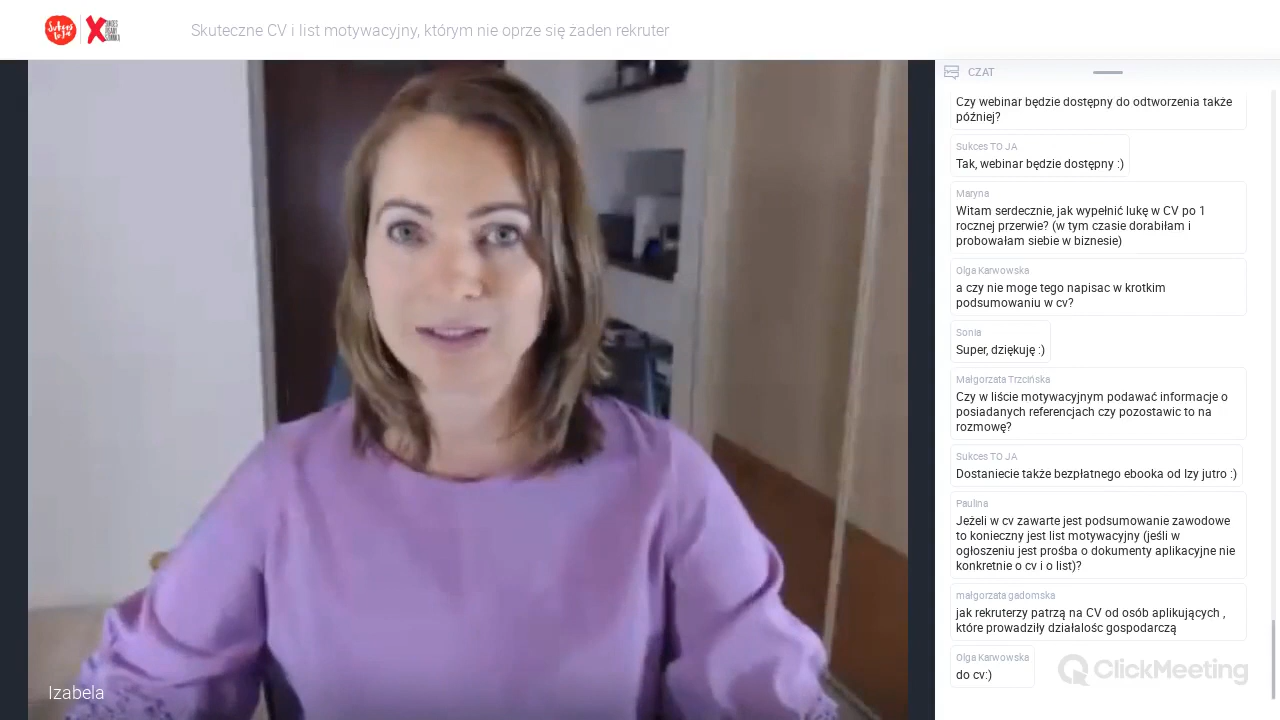 Sukces
to Ja
Skuteczne CV i list motywacyjny, którym nie oprze się żaden rekruter
CZAT
Czy webinar będzie dostępny do odtworzenia także
później?
Sukces TO JA
Tak, webinar będzie dostępny :)
Maryna
Witam serdecznie, jak wypełnić lukę w CV po 1
rocznej przerwie? (w tym czasie dorabiłam i
probowałam siebie w biznesie)
Olga Karwowska
a czy nie moge tego napisac w krotkim
podsumowaniu w cv?
Sonia
Super, dziękuję :)
Małgorzata Trzcińska
Czy w liście motywacyjnym podawać informacje o
posiadanych referencjach czy pozostawic to na
rozmowę?
Sukces TO JA
Dostaniecie także bezpłatnego ebooka od Izy jutro :)
Paulina
Jeżeli w cv zawarte jest podsumowanie zawodowe
to konieczny jest list motywacyjny (jeśli w
ogłoszeniu jest prośba o dokumenty aplikacyjne nie
konkretnie o cv i o list)?
małgorzata gadomska
jak rekruterzy patrzą na CV od osób aplikujących ,
które prowadziły działalośc gospodarczą
Olga Karwowska
do cv:)
ClickMeeting
Izabela